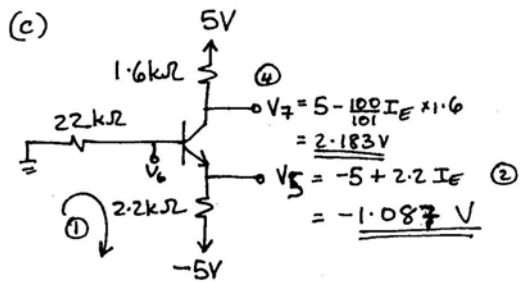 (c)
5V
1.6kΩ
④
V7 = 5 - 100/101 IE × 1.6
= 2.183V
22kΩ
V6
V5 = -5 + 2.2 IE ②
= -1.087 V
2.2kΩ
①
-5V